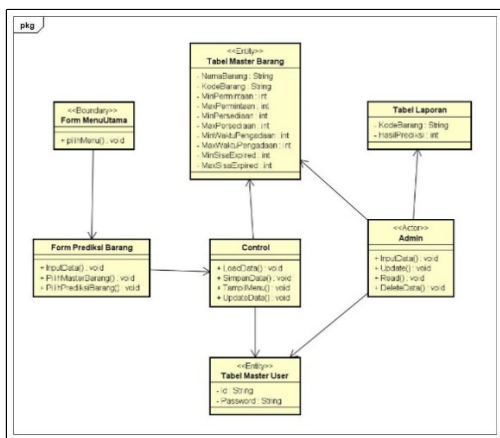 pkg
<<Entity>>
Tabel Master Barang
- NamaBarang : String
- KodeBarang : String
- MinPermintaan : int
- MaxPermintaan : int
- MinPersediaan : int
- MaxPersediaan : int
- MinWaktuPengadaan : int
- MaxWaktuPengadaan : int
- MinSisaExpired : int
- MaxSisaExpired : int
<<Boundary>>
Form MenuUtama
+ pilihMenu() : void
Tabel Laporan
- KodeBarang : String
- HasilPrediksi : int
Form Prediksi Barang
+ InputData() : void
+ PilihMasterBarang() : void
+ PilihPrediksiBarang() : void
Control
+ LoadData() : void
+ SimpanData() : void
+ TampilMenu() : void
+ UpdateData() : void
<<Actor>>
Admin
+ InputData() : void
+ Update() : void
+ Read() : void
+ DeleteData() : void
<<Entity>>
Tabel Master User
- Id : String
- Password : String